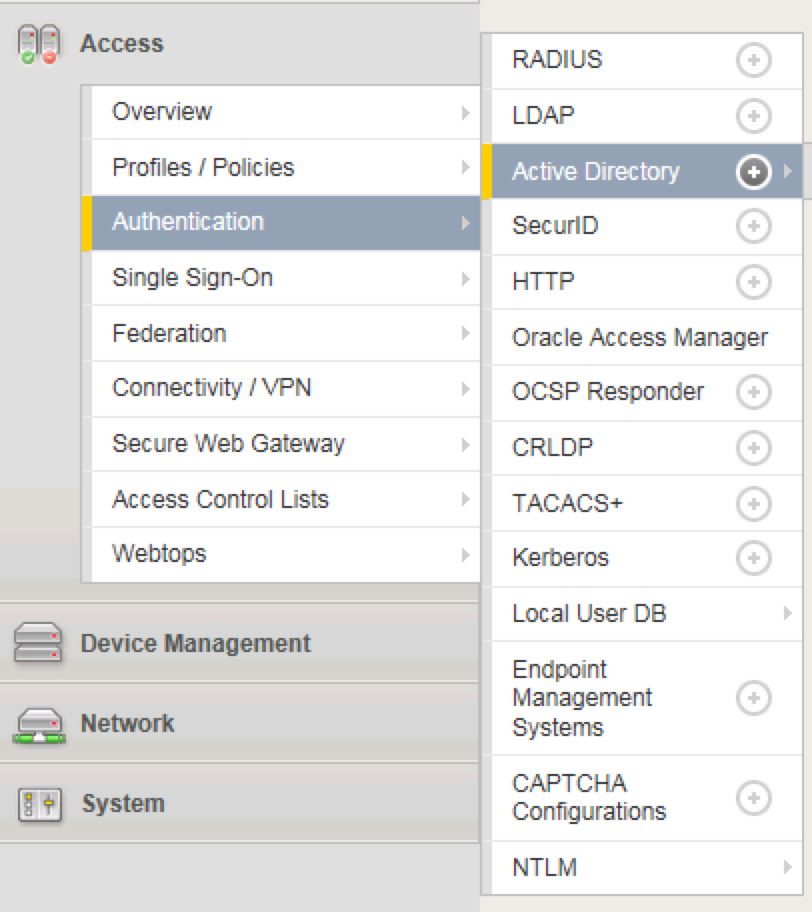 Access
Overview
Profiles / Policies
Authentication
Single Sign-On
Federation
Connectivity / VPN
Secure Web Gateway
Access Control Lists
Webtops
Device Management
Network
System
RADIUS
LDAP
Active Directory
SecurID
HTTP
Oracle Access Manager
OCSP Responder
CRLDP
TACACS+
Kerberos
Local User DB
Endpoint
Management
Systems
CAPTCHA
Configurations
NTLM